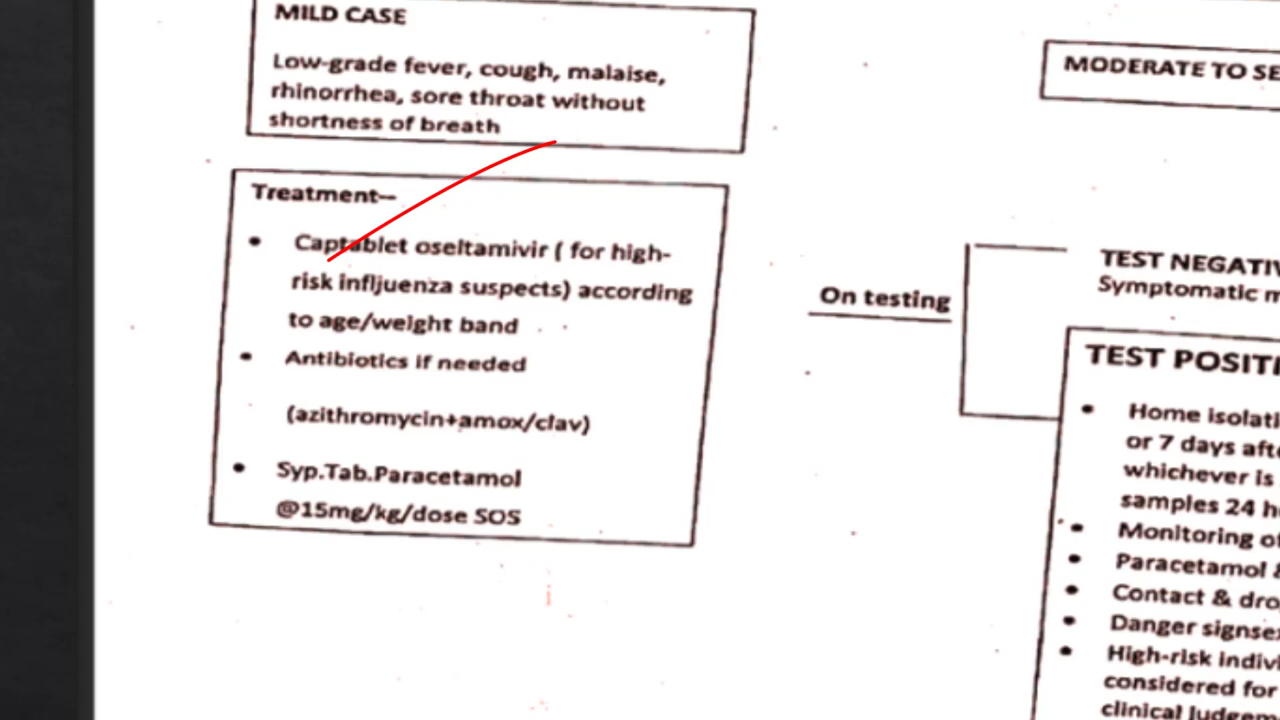 MILD CASE
Low-grade fever, cough, malaise,
rhinorrhea, sore throat without
shortness of breath
Treatment--
• Captablet oseltamivir ( for high-
risk infljuenza suspects) according
to age/weight band
• Antibiotics if needed
(azithromycin+amox/clav)
• Syp.Tab.Paracetamol
@15mg/kg/dose SOS
MODERATE TO SE
On testing
TEST NEGATIV
Symptomatic m
TEST POSITI
• Home isolati
or 7 days afte
whichever is
samples 24 h
• Monitoring of
• Paracetamol &
• Contact & dro
• Danger signsex
• High-risk indivi
considered for
clinical Judgem